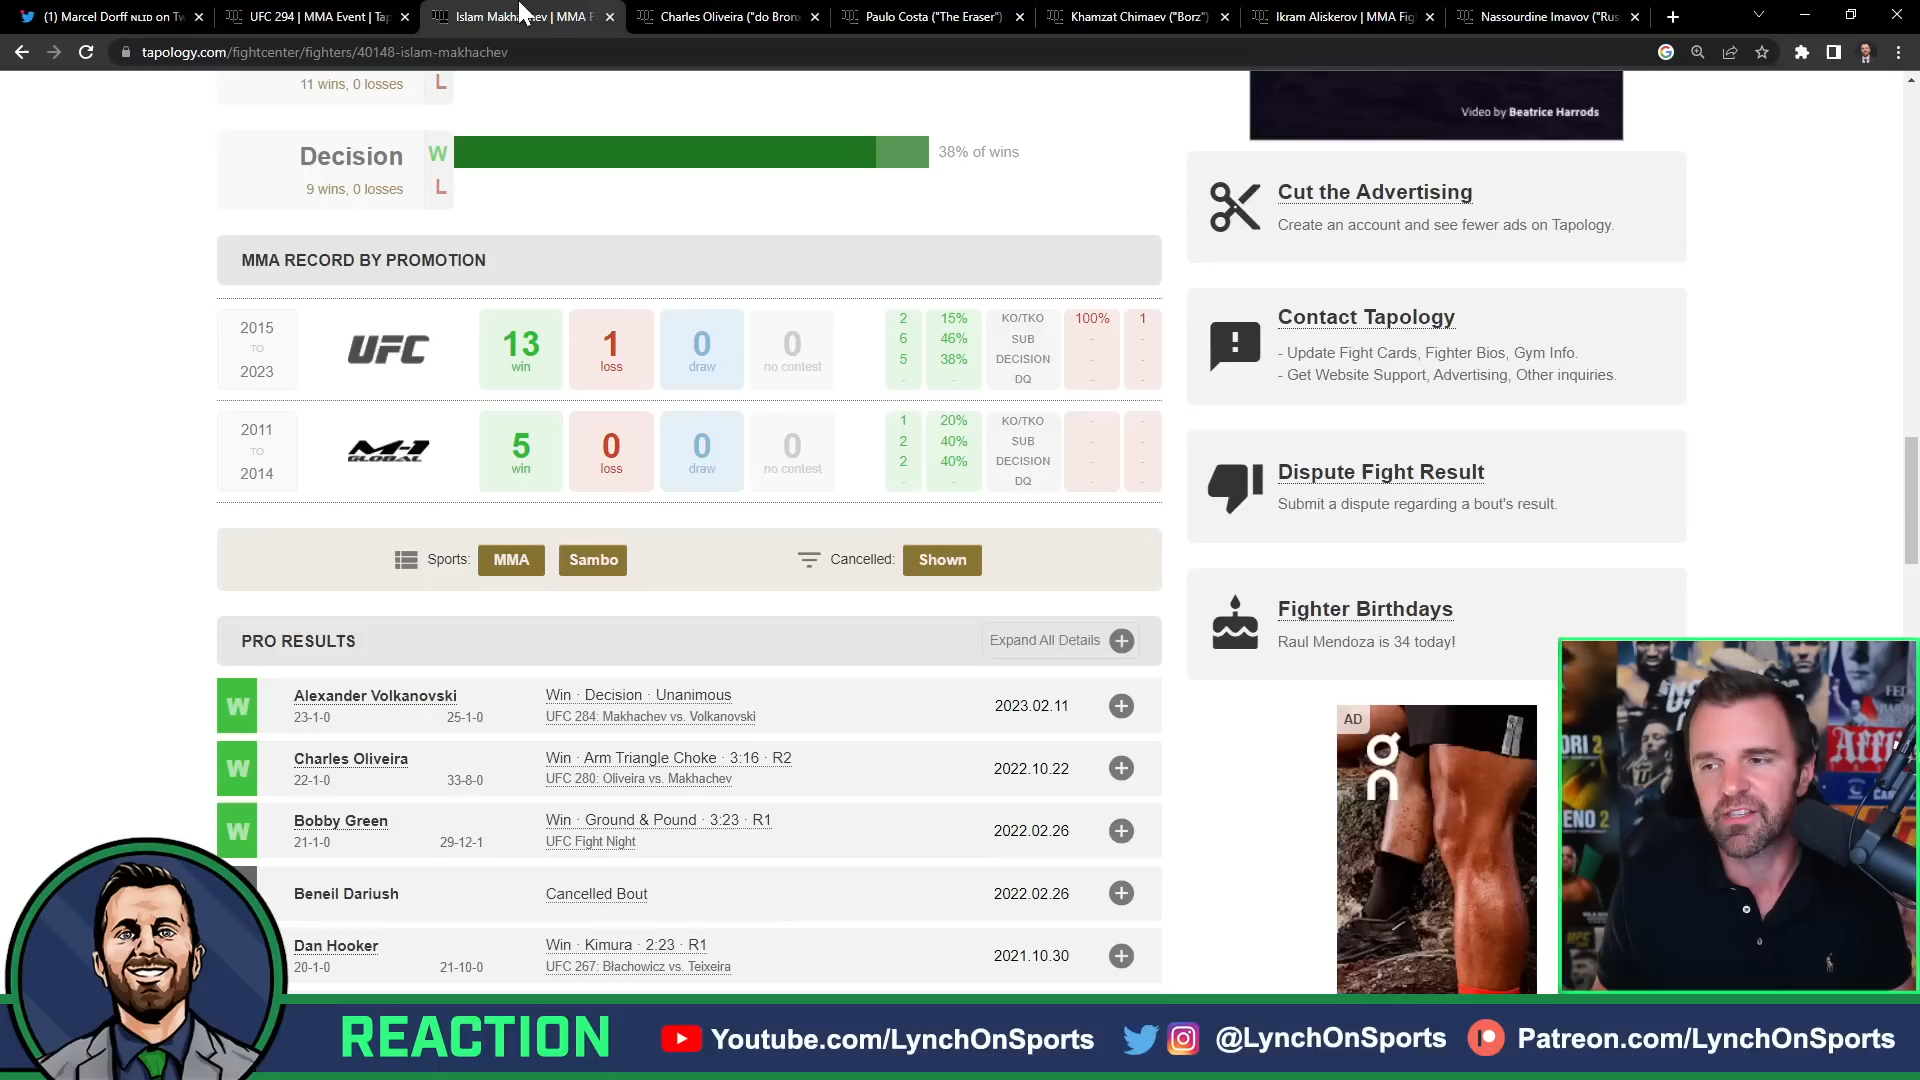 (1) Marcel Dorff NLID on Tw
UFC 294 | MMA Event | Tap
Islam Makhachev | MMA F
Charles Oliveira ("do Bronx
Paulo Costa ("The Eraser")
Khamzat Chimaev ("Borz")
Ikram Aliskerov | MMA Figh
Nassourdine Imavov ("Rus
tapology.com/fightcenter/fighters/40148-islam-makhachev
11 wins, 0 losses
L
Video by Beatrice Harrods
Decision
W
38% of wins
9 wins, 0 losses
L
Cut the Advertising
Create an account and see fewer ads on Tapology.
MMA RECORD BY PROMOTION
2015
TO
2023
UFC
13
win
1
loss
0
draw
0
no contest
2 15% KO/TKO 100% 1
6 46% SUB - -
5 38% DECISION - -
- - DQ - -
Contact Tapology
- Update Fight Cards, Fighter Bios, Gym Info.
- Get Website Support, Advertising, Other inquiries.
2011
TO
2014
M-1
GLOBAL
5
win
0
loss
0
draw
0
no contest
1 20% KO/TKO - -
2 40% SUB - -
2 40% DECISION - -
- - DQ - -
Dispute Fight Result
Submit a dispute regarding a bout's result.
Sports: MMA Sambo Cancelled: Shown
Fighter Birthdays
Raul Mendoza is 34 today!
PRO RESULTS
Expand All Details
W
Alexander Volkanovski
23-1-0 25-1-0
Win · Decision · Unanimous
UFC 284: Makhachev vs. Volkanovski
2023.02.11
W
Charles Oliveira
22-1-0 33-8-0
Win · Arm Triangle Choke · 3:16 · R2
UFC 280: Oliveira vs. Makhachev
2022.10.22
W
Bobby Green
21-1-0 29-12-1
Win · Ground & Pound · 3:23 · R1
UFC Fight Night
2022.02.26
Beneil Dariush
Cancelled Bout
2022.02.26
Dan Hooker
20-1-0 21-10-0
Win · Kimura · 2:23 · R1
UFC 267: Błachowicz vs. Teixeira
2021.10.30
AD
ORI 2
ENO 2
AFFL
REACTION
Youtube.com/LynchOnSports
@LynchOnSports
Patreon.com/LynchOnSports